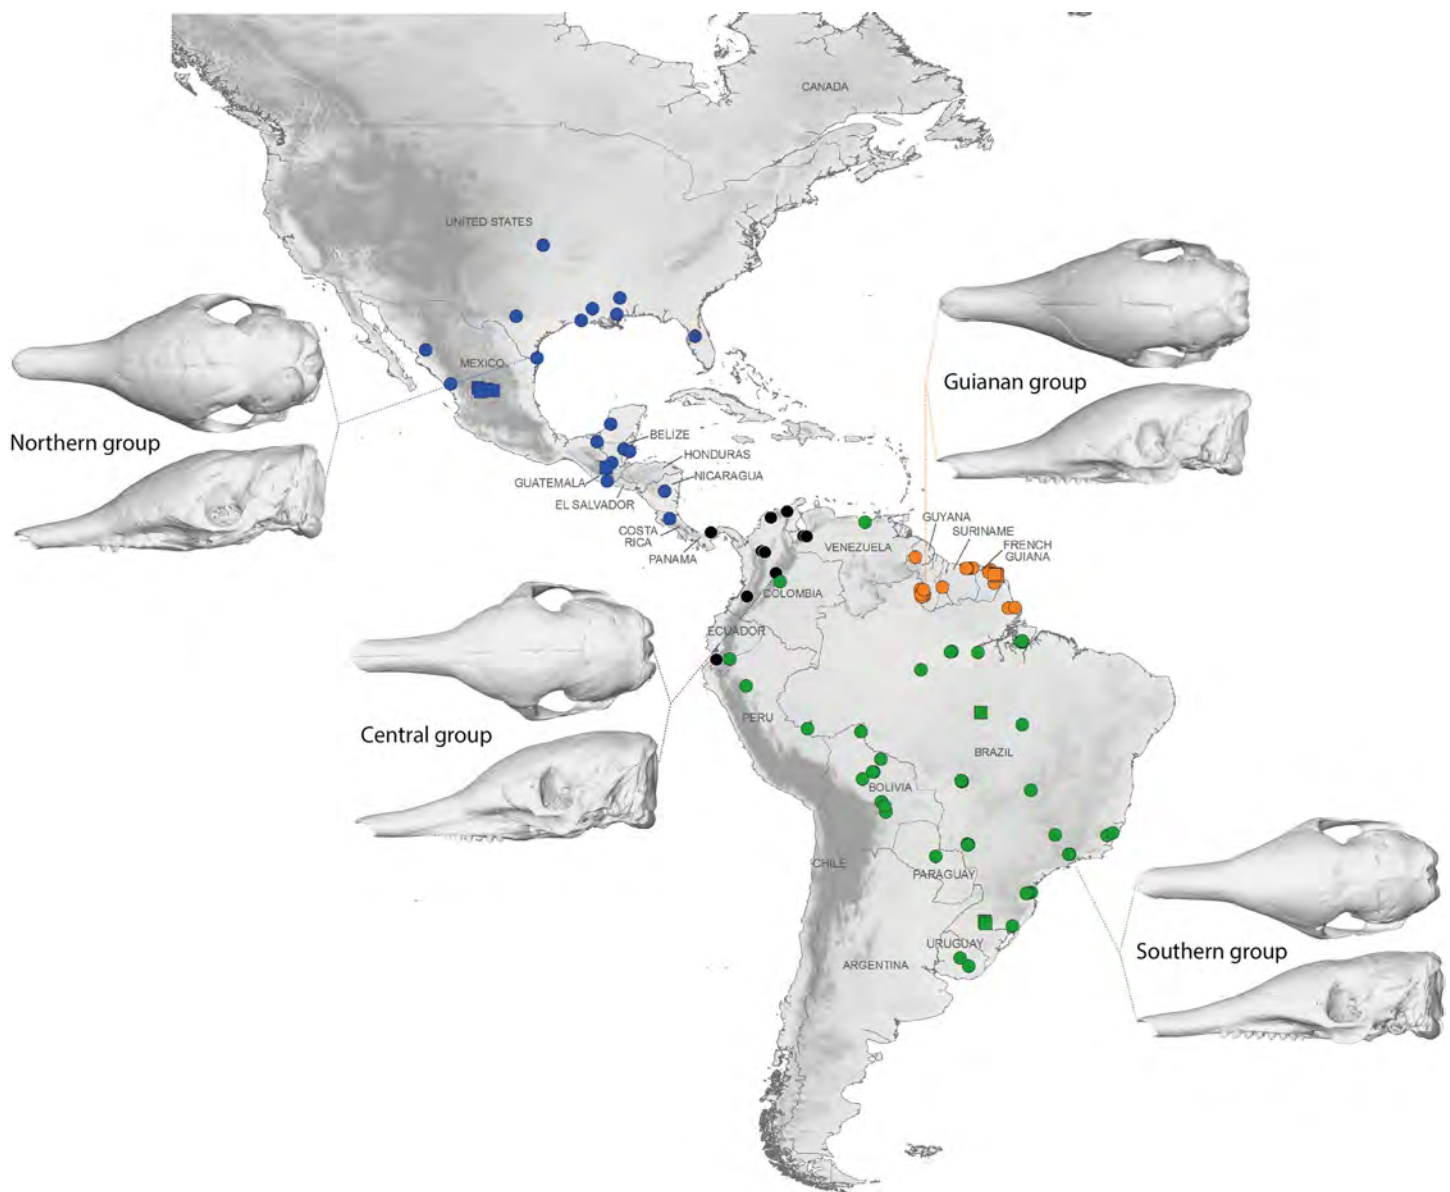 CANADA
UNITED STATES
MEXICO
Northern group
Guianan group
BELIZE
HONDURAS
GUATEMALA
NICARAGUA
EL SALVADOR
COSTA
RICA
PANAMA
VENEZUELA
GUYANA
SURINAME
FRENCH
GUIANA
COLOMBIA
ECUADOR
Central group
PERU
BRAZIL
BOLIVIA
CHILE
PARAGUAY
URUGUAY
ARGENTINA
Southern group